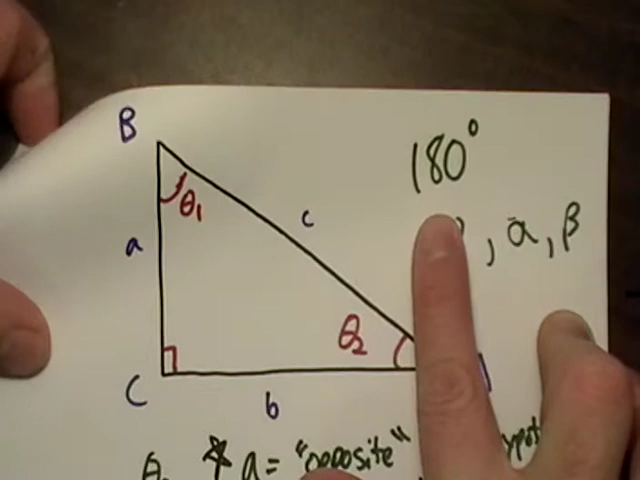 B
180°
θ₁
c
a
, α, β
θ₂
C
b
* a = "opposite"